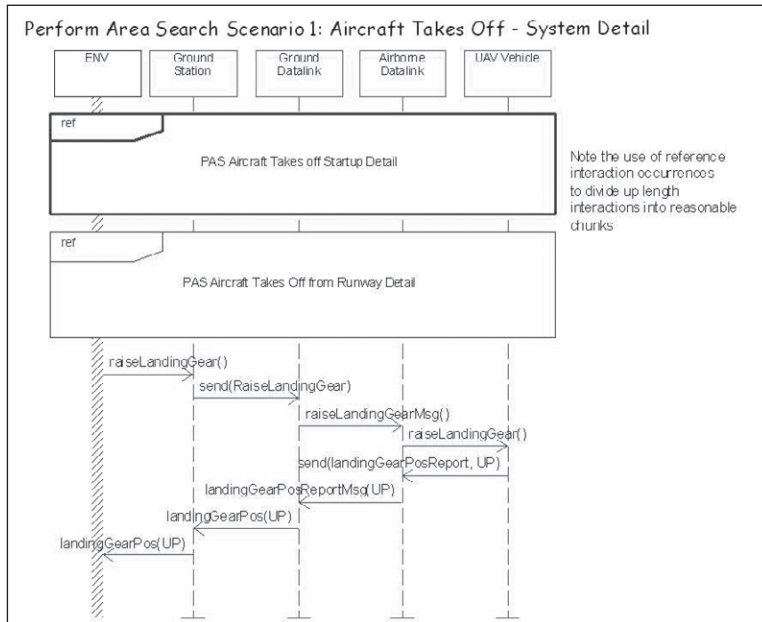 Perform Area Search Scenario 1: Aircraft Takes Off - System Detail
ENV
Ground
Station
Ground
Datalink
Airborne
Datalink
UAV Vehicle
ref
PAS Aircraft Takes off Startup Detail
Note the use of reference
interaction occurrences
to divide up length
interactions into reasonable
chunks
ref
PAS Aircraft Takes Off from Runway Detail
raiseLandingGear()
send(RaiseLandingGear)
raiseLandingGearMsg()
raiseLandingGear()
send(landingGearPosReport, UP)
landingGearPosReportMsg(UP)
landingGearPos(UP)
landingGearPos(UP)